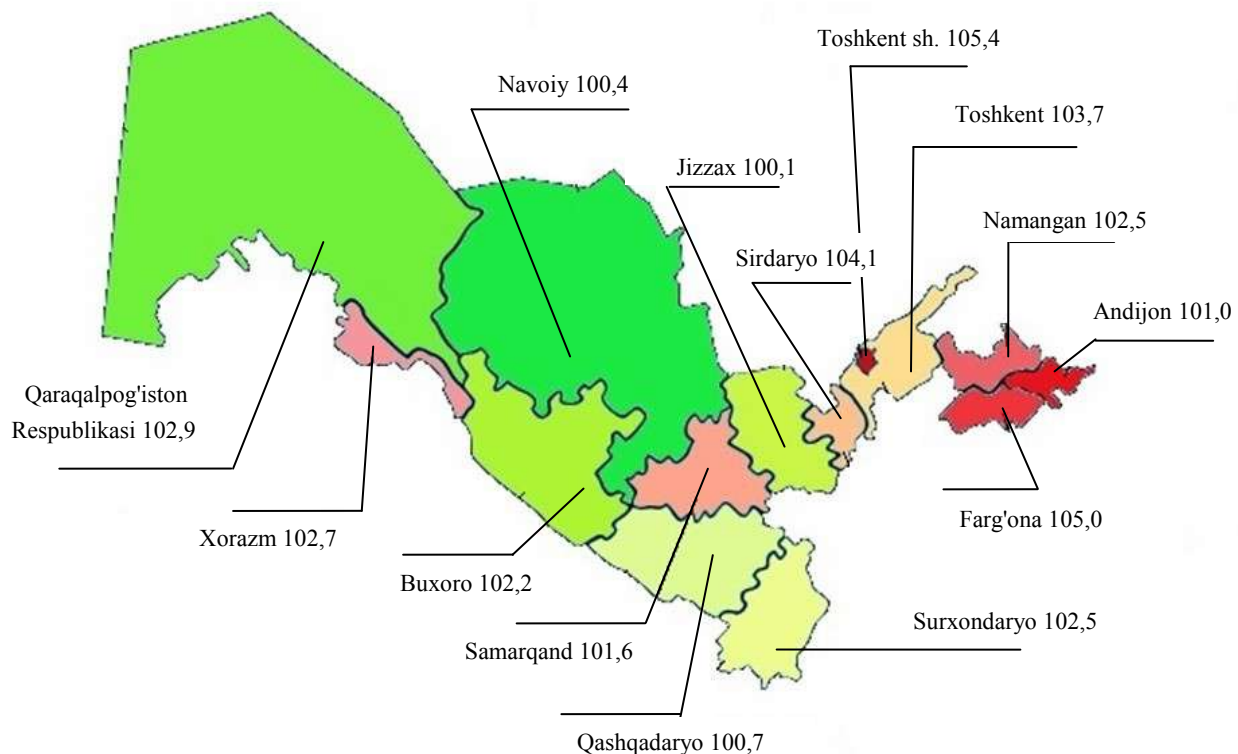 Toshkent sh. 105,4
Navoiy 100,4
Toshkent 103,7
Jizzax 100,1
Namangan 102,5
Sirdaryo 104,1
Andijon 101,0
Qaraqalpog'iston
Respublikasi 102,9
Farg'ona 105,0
Xorazm 102,7
Buxoro 102,2
Surxondaryo 102,5
Samarqand 101,6
Qashqadaryo 100,7